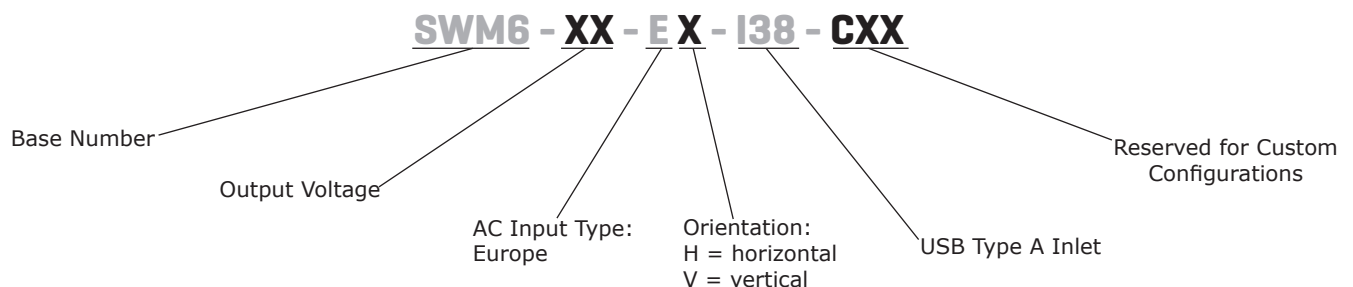 SWM6 - XX - E X - I38 - CXX
Base Number
Output Voltage
AC Input Type:
Europe
Orientation:
H = horizontal
V = vertical
USB Type A Inlet
Reserved for Custom
Configurations